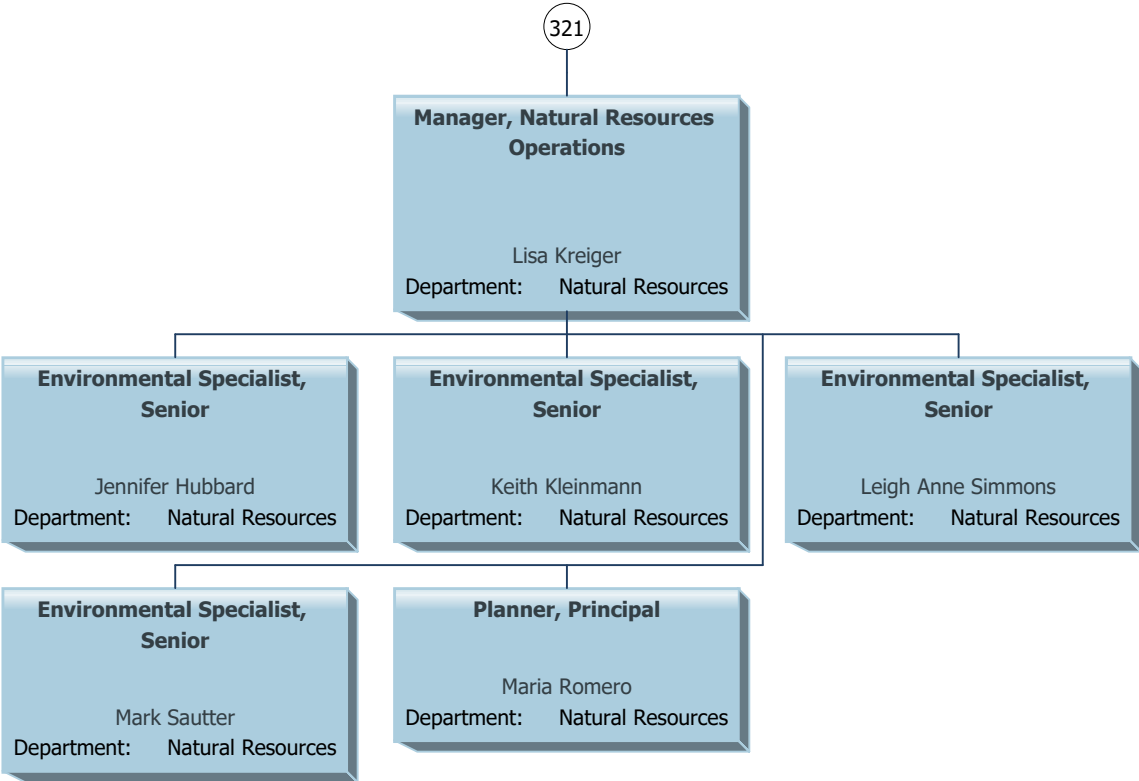 321
Manager, Natural Resources
Operations
Lisa Kreiger
Department: Natural Resources
Environmental Specialist,
Senior
Jennifer Hubbard
Department: Natural Resources
Environmental Specialist,
Senior
Keith Kleinmann
Department: Natural Resources
Environmental Specialist,
Senior
Leigh Anne Simmons
Department: Natural Resources
Environmental Specialist,
Senior
Mark Sautter
Department: Natural Resources
Planner, Principal
Maria Romero
Department: Natural Resources